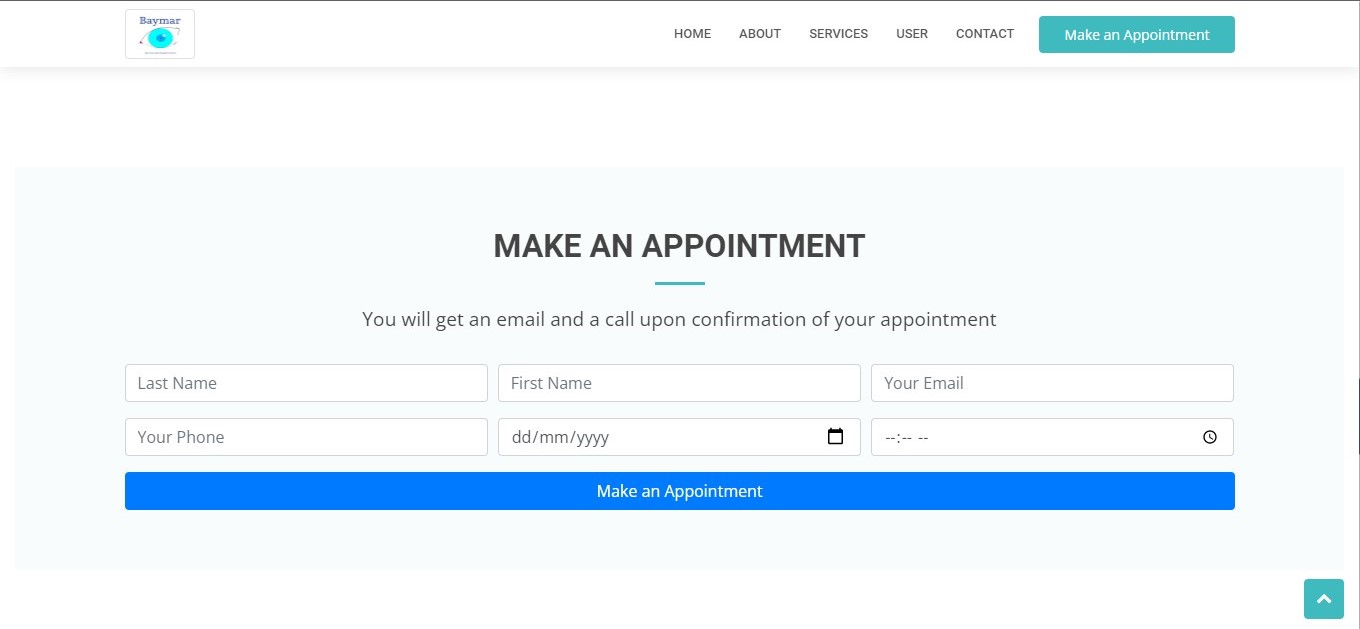 Baymar
HOME ABOUT SERVICES USER CONTACT Make an Appointment
MAKE AN APPOINTMENT
You will get an email and a call upon confirmation of your appointment
Last Name First Name Your Email
Your Phone dd/mm/yyyy --:-- --
Make an Appointment